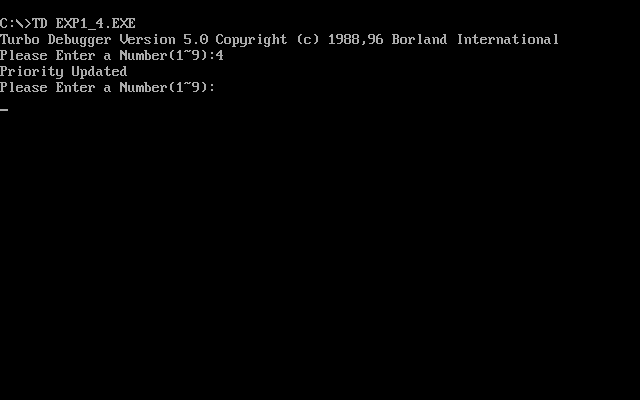 C:\>TD EXP1_4.EXE
Turbo Debugger Version 5.0 Copyright (c) 1988,96 Borland International
Please Enter a Number(1~9):4
Priority Updated
Please Enter a Number(1~9):
_